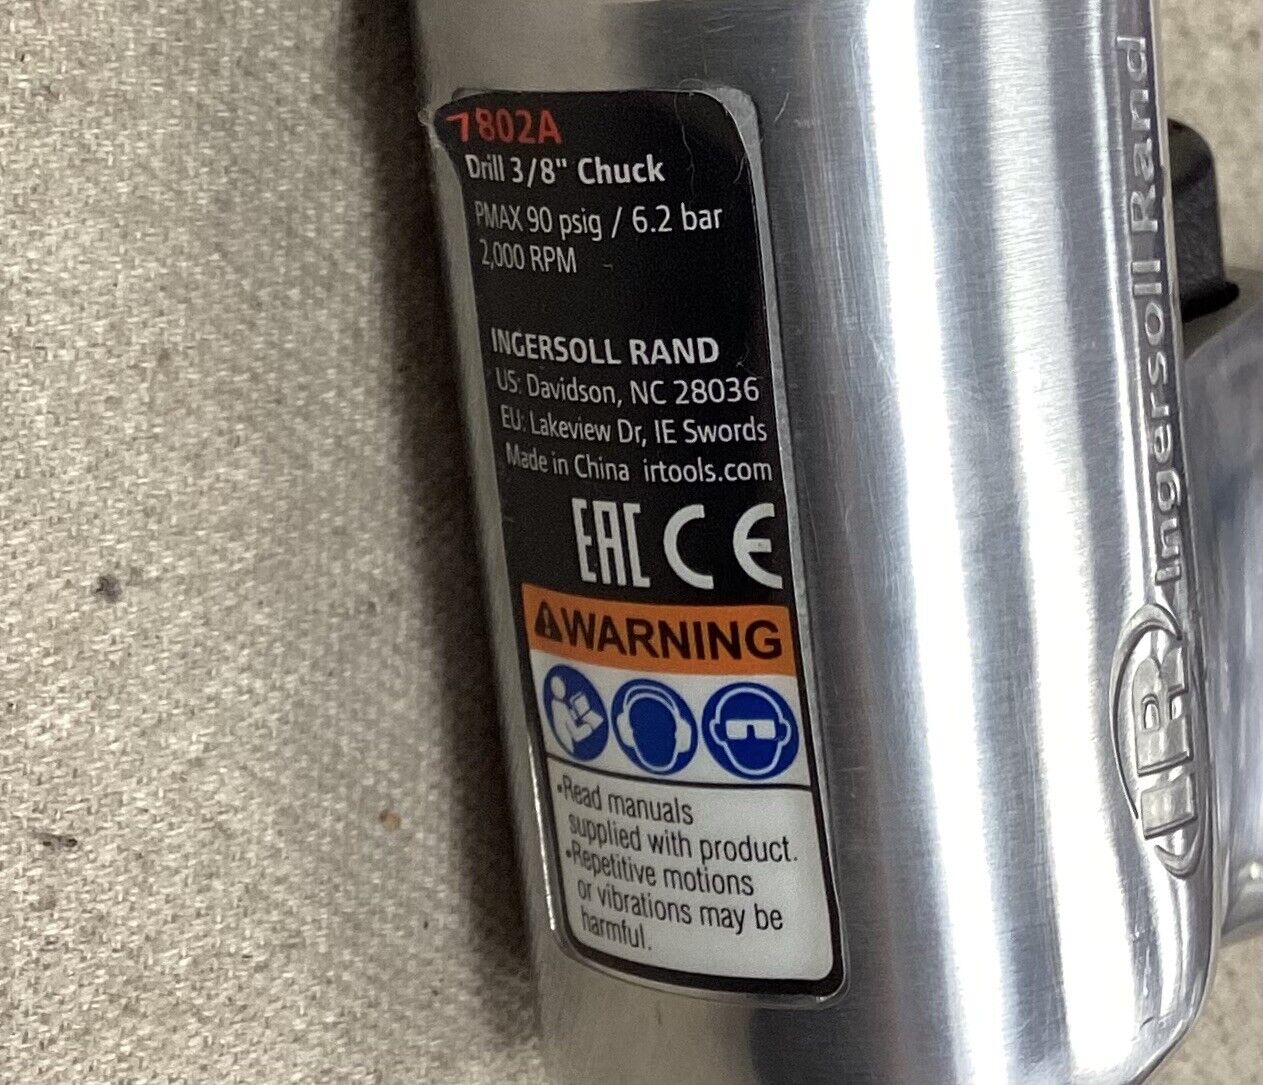 7802A
Drill 3/8" Chuck
PMAX 90 psig / 6.2 bar
2,000 RPM
INGERSOLL RAND
US: Davidson, NC 28036
EU: Lakeview Dr, IE Swords
Made in China irtools.com
EAC CE
WARNING
•Read manuals
supplied with product.
•Repetitive motions
or vibrations may be
harmful.
IR Ingersoll Rand